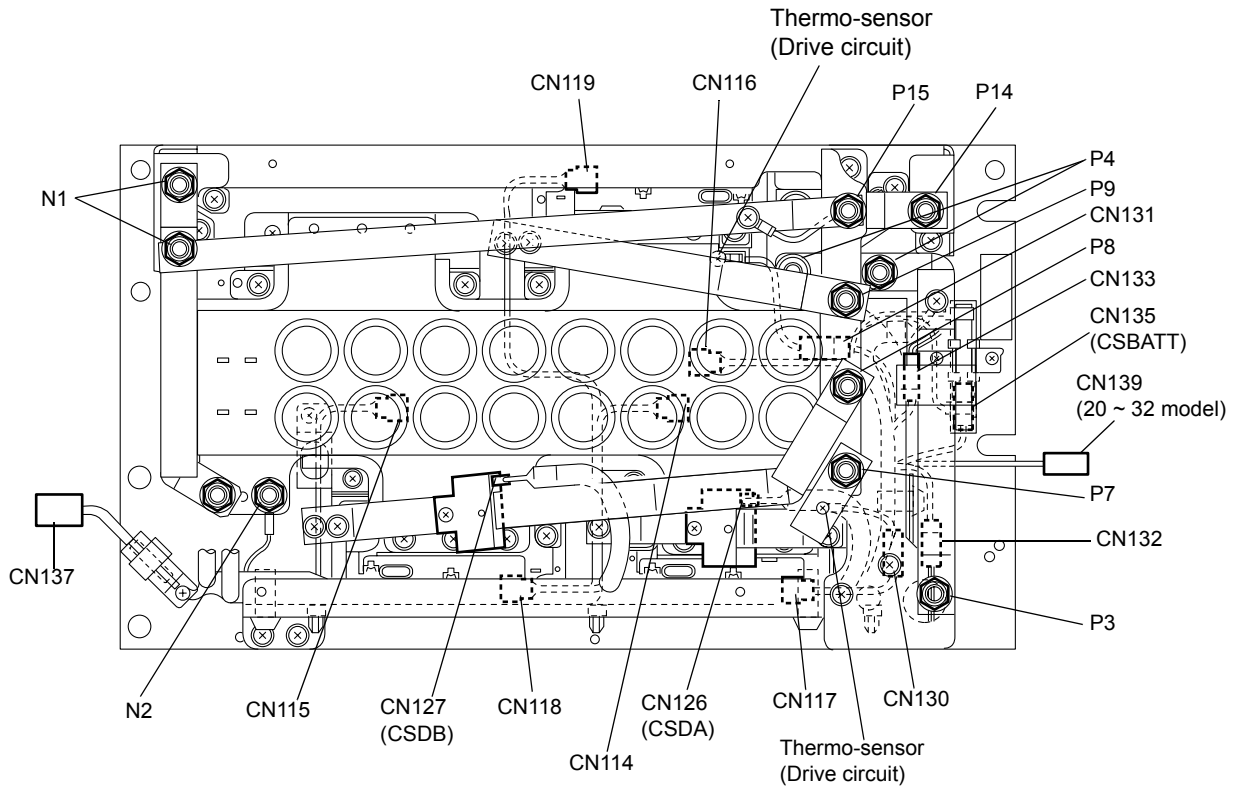 Thermo-sensor
(Drive circuit)
CN119
CN116
P15
P14
P4
P9
CN131
P8
CN133
CN135
(CSBATT)
CN139
(20 ~ 32 model)
P7
CN132
P3
N1
CN137
N2
CN115
CN127
(CSDB)
CN118
CN114
CN126
(CSDA)
CN117
CN130
Thermo-sensor
(Drive circuit)